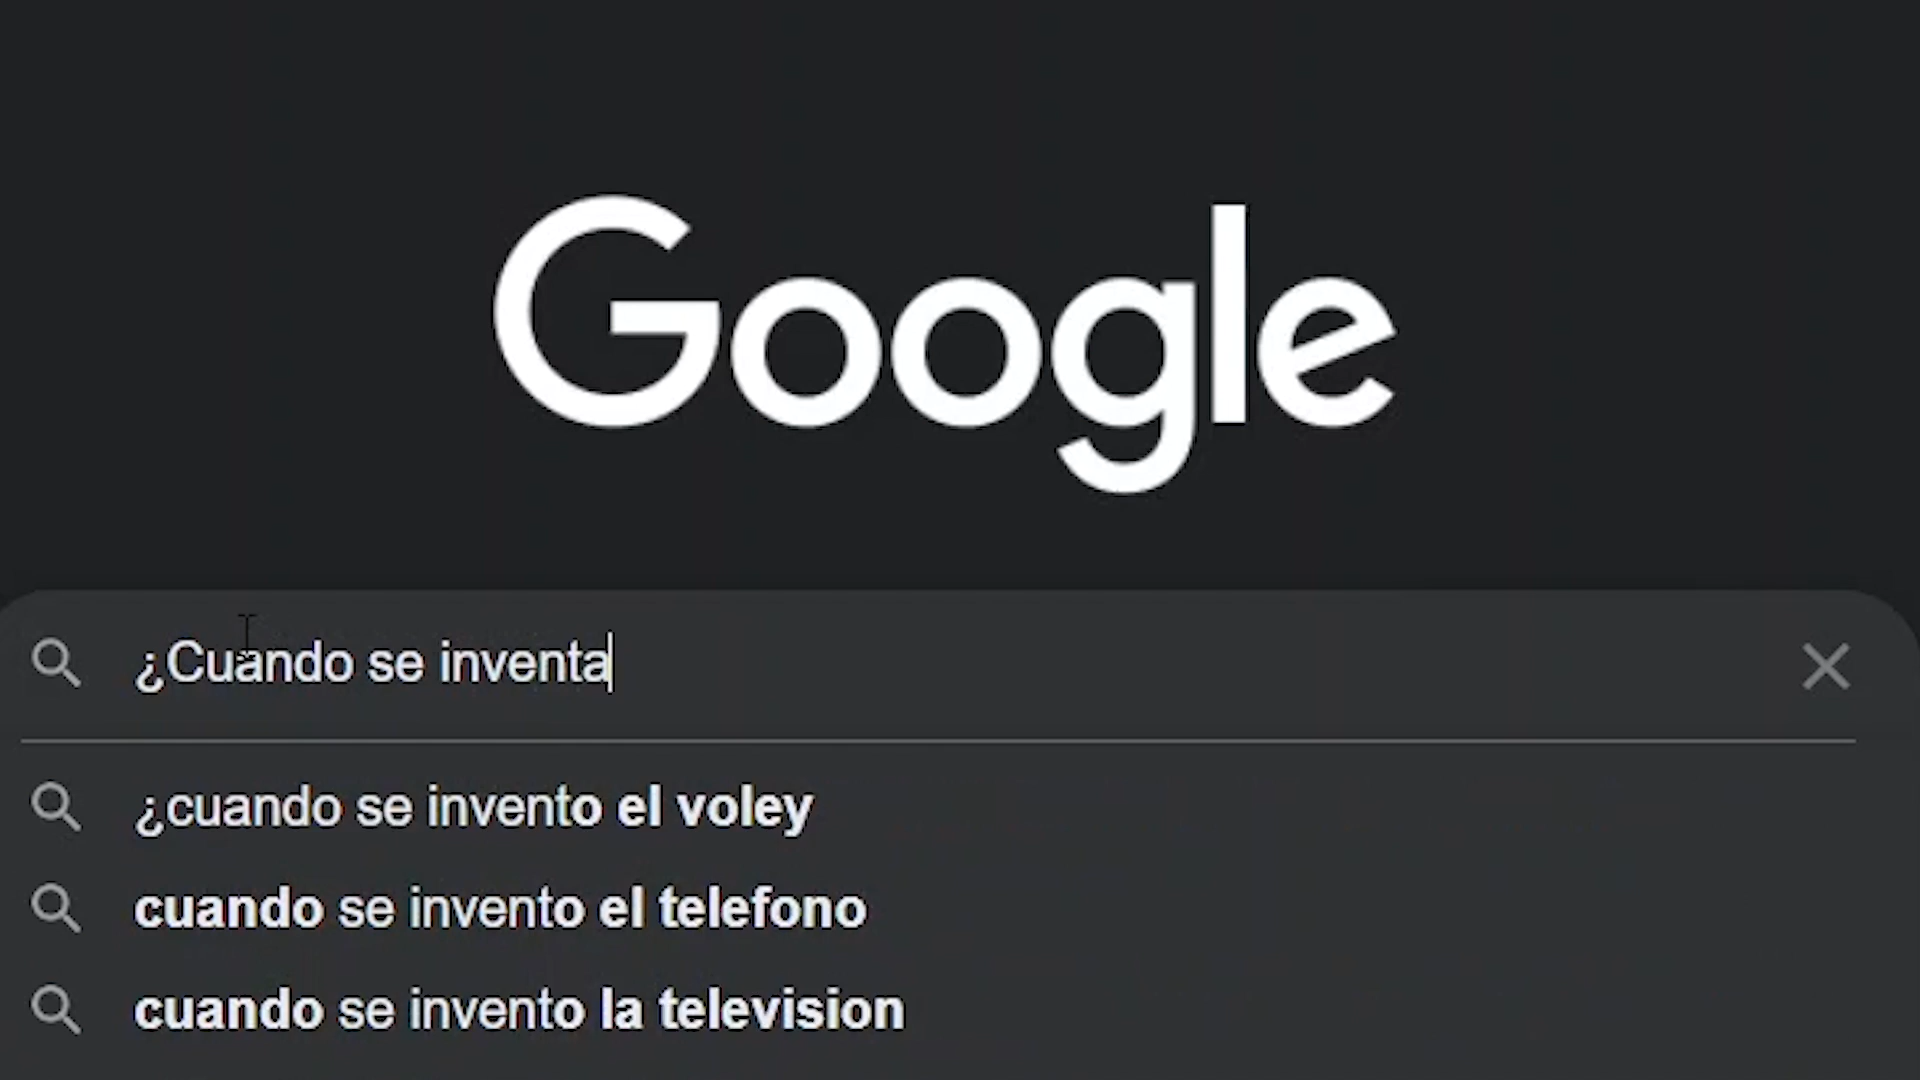 Google
¿Cuando se inventa
¿cuando se invento el voley
cuando se invento el telefono
cuando se invento la television